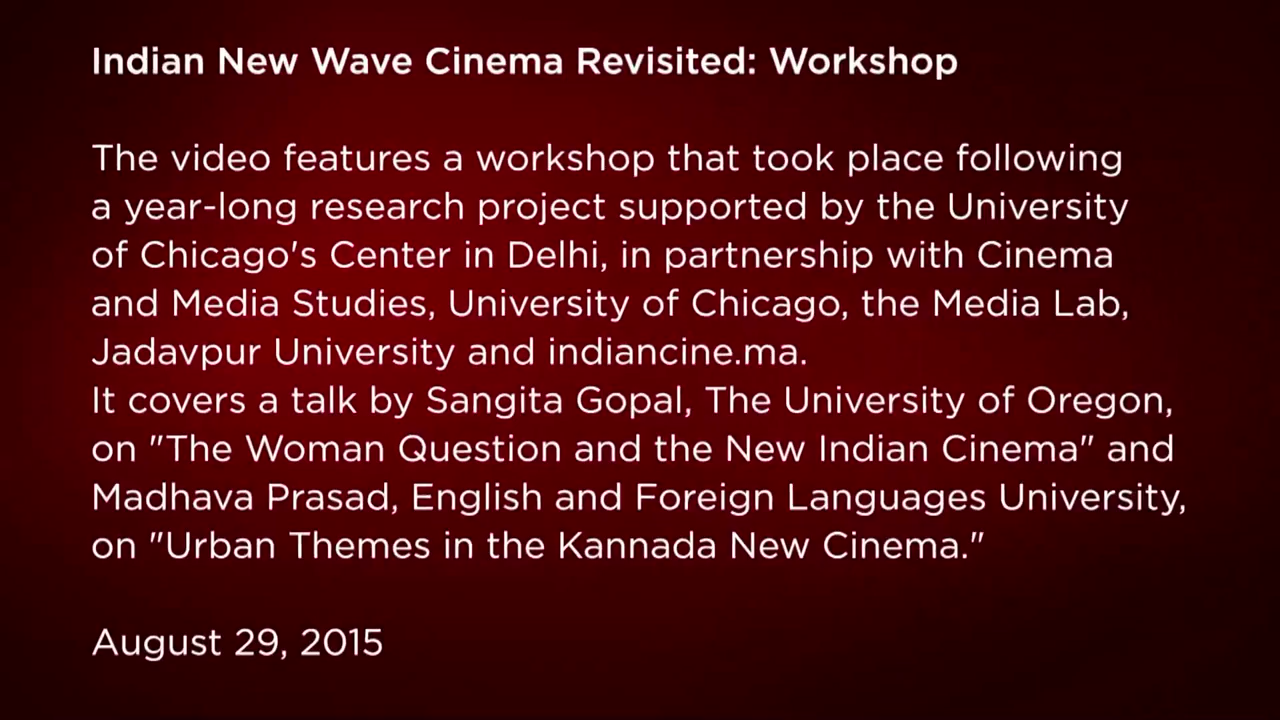 Indian New Wave Cinema Revisited: Workshop
The video features a workshop that took place following
a year-long research project supported by the University
of Chicago's Center in Delhi, in partnership with Cinema
and Media Studies, University of Chicago, the Media Lab,
Jadavpur University and indiancine.ma.
It covers a talk by Sangita Gopal, The University of Oregon,
on "The Woman Question and the New Indian Cinema" and
Madhava Prasad, English and Foreign Languages University,
on "Urban Themes in the Kannada New Cinema."
August 29, 2015